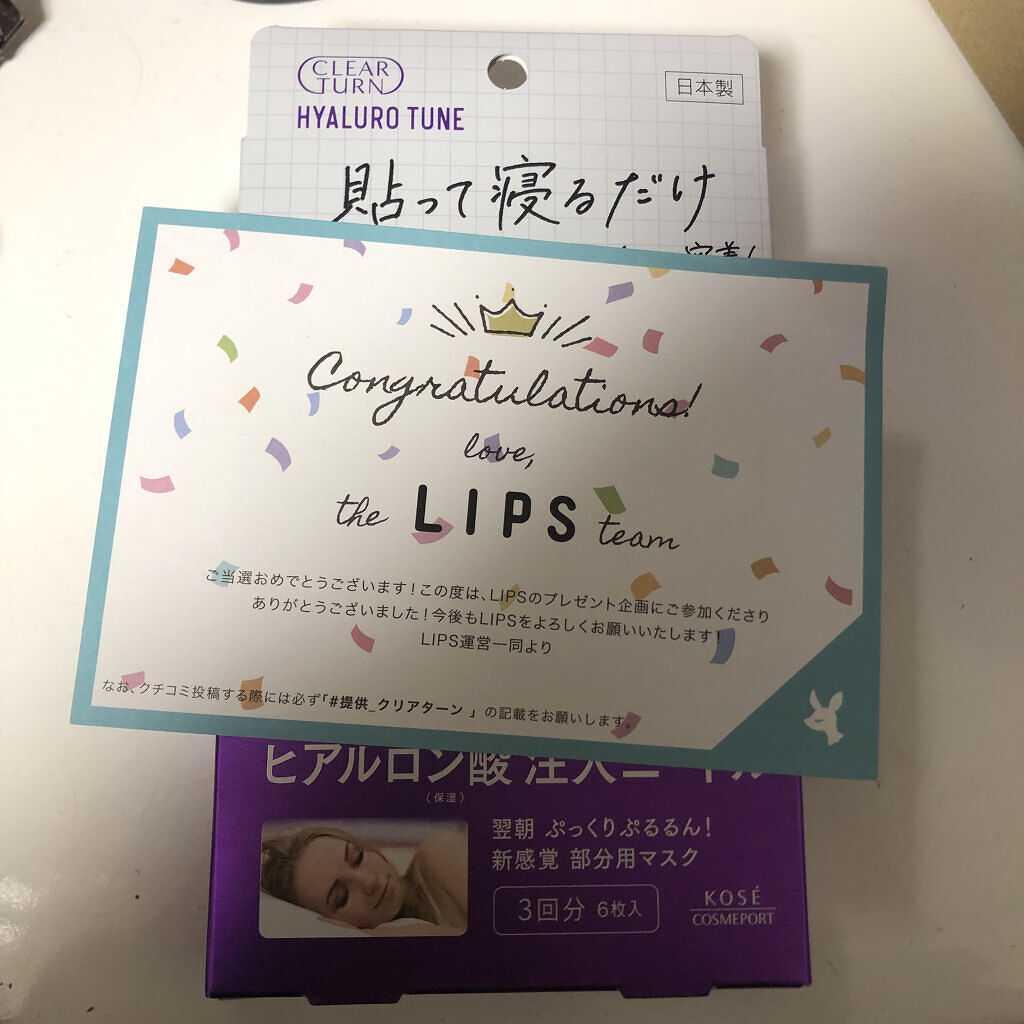 CLEAR
TURN
HYALURO TUNE
日本製
貼って寝るだけ
密着!
Congratulations!
love,
the LIPS team
ご当選おめでとうございます!この度は、LIPSのプレゼント企画にご参加くださり
ありがとうございました!今後もLIPSをよろしくお願いいたします!
LIPS運営一同より
なお、クチコミ投稿する際には必ず「#提供_クリアターン 」の記載をお願いします。
ヒアルロン酸 注入ニードル
(保湿)
翌朝 ぷっくりぷるるん!
新感覚 部分用マスク
3回分 6枚入
KOSÉ
COSMEPORT